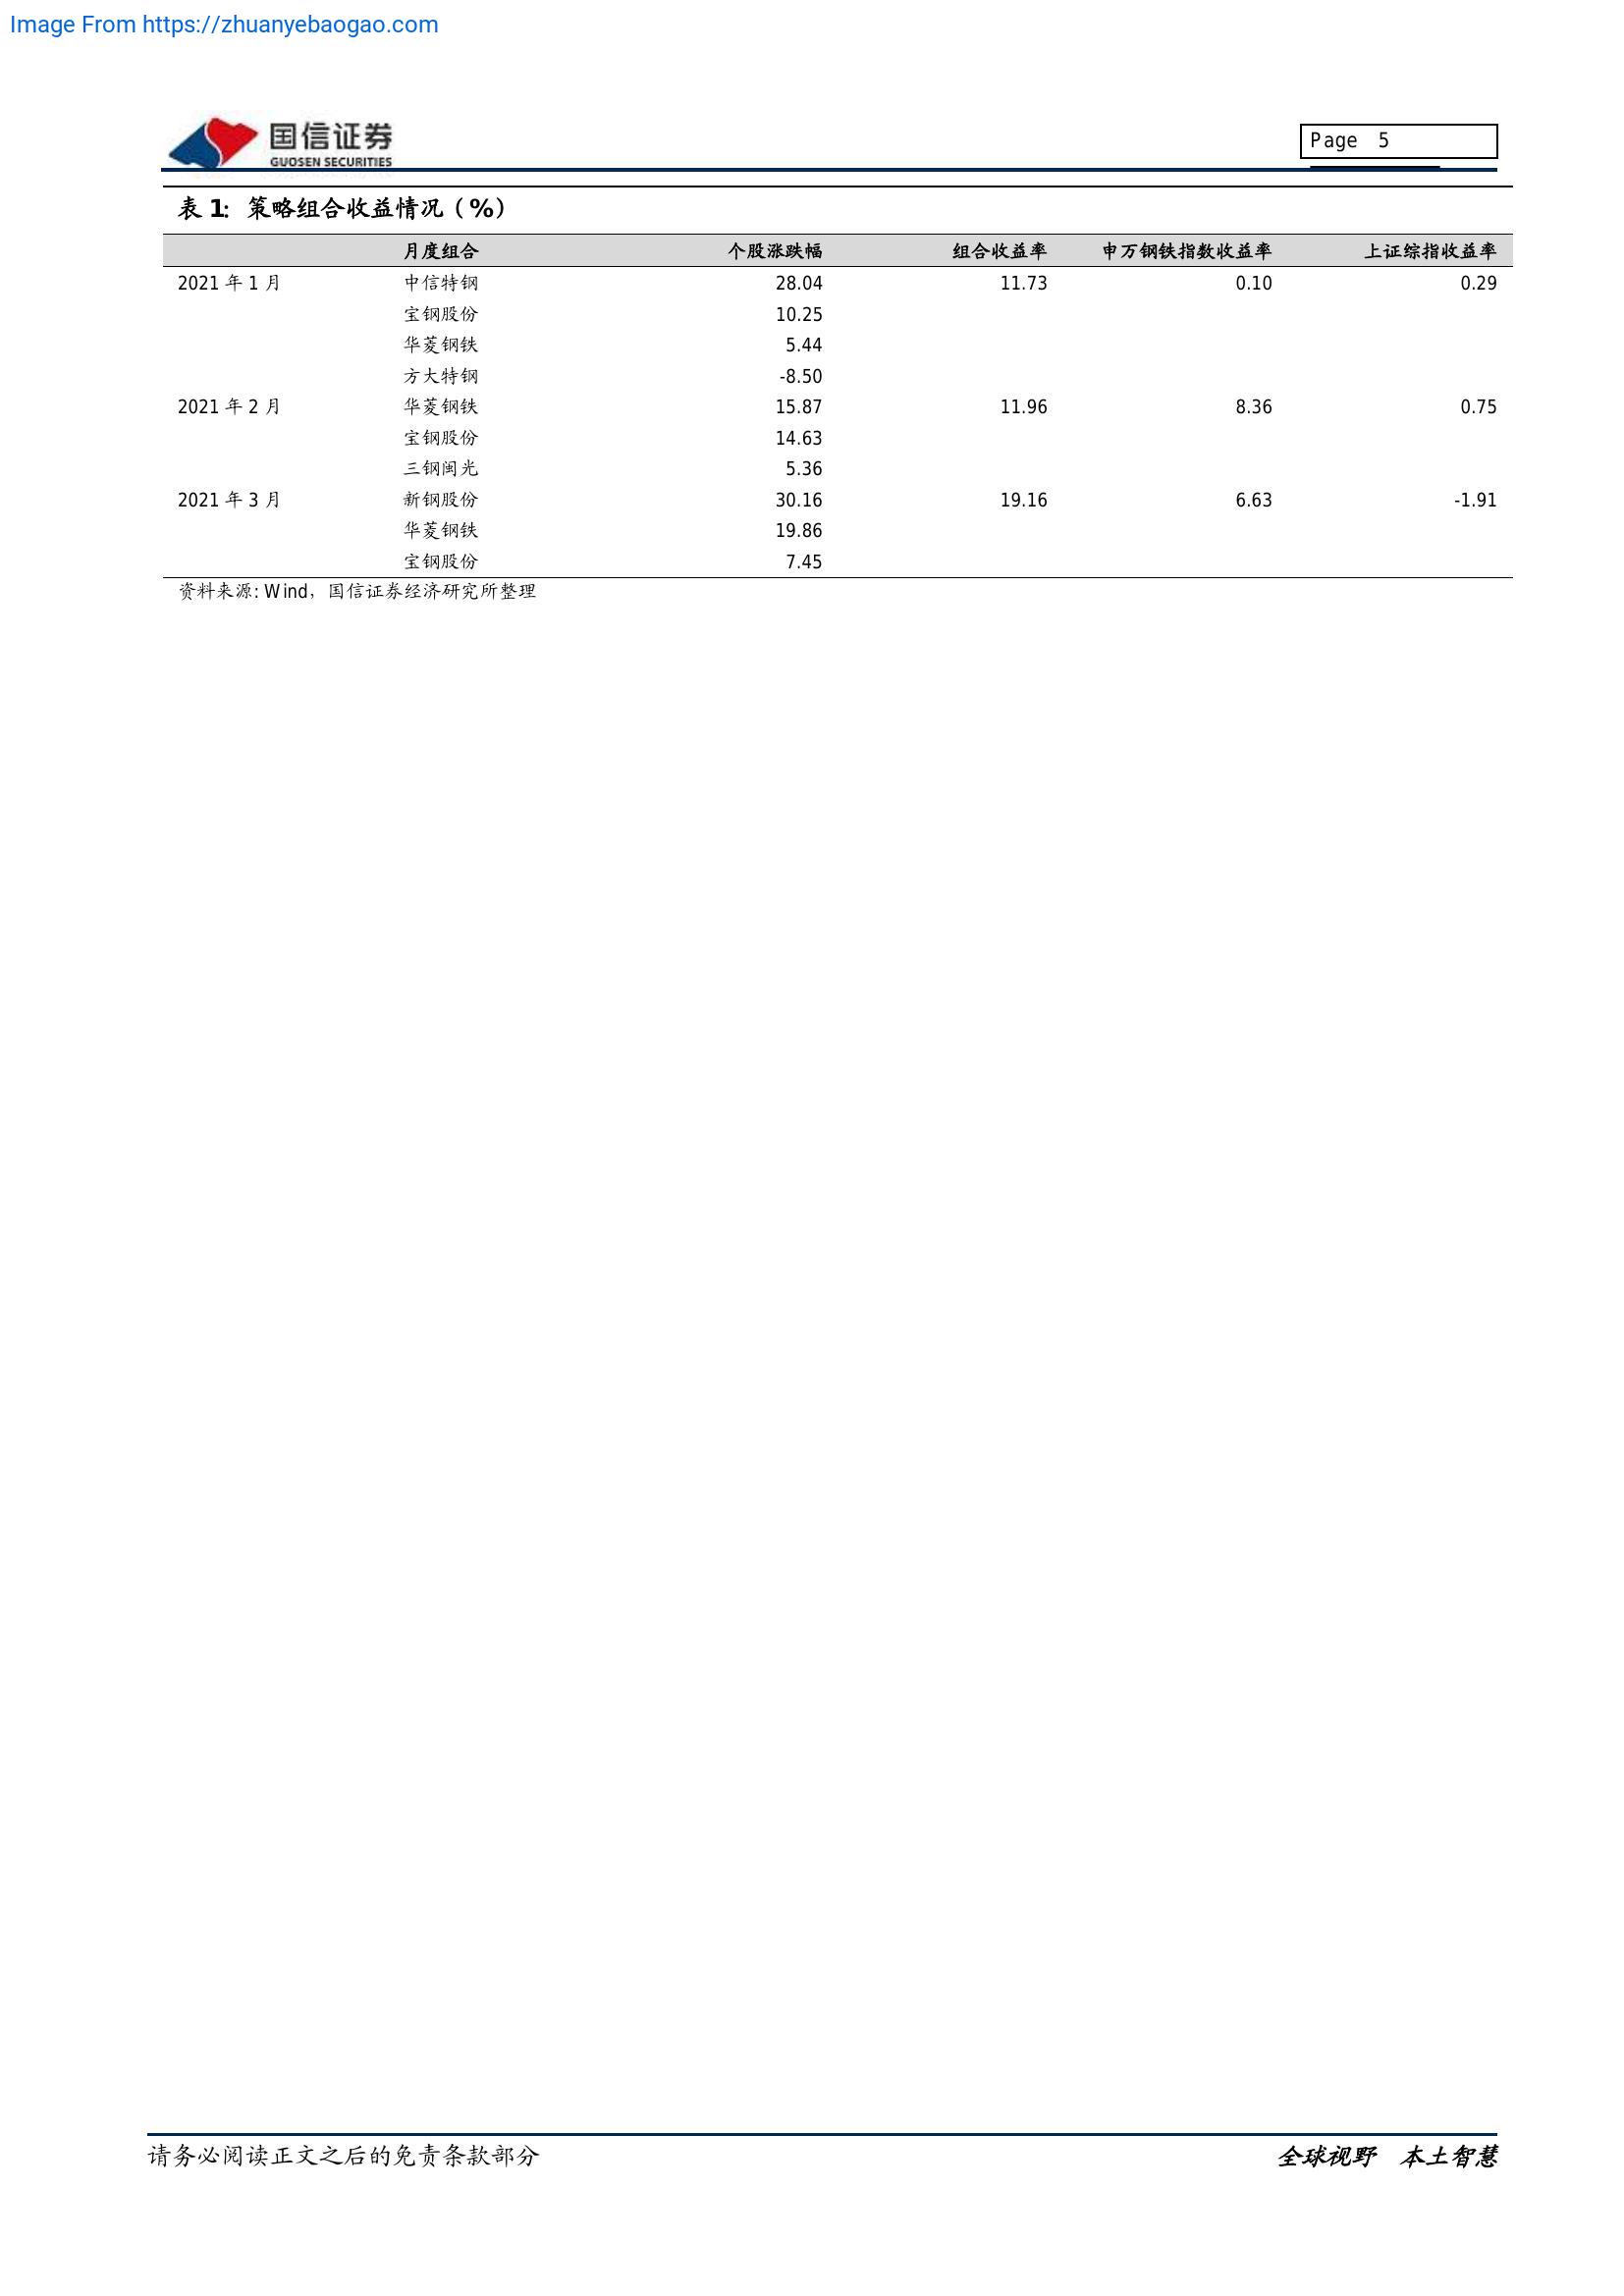 Image From https://zhuanyebaogao.com
国信证券
GUOSEN SECURITIES
Page 5
表 1：策略组合收益情况（%）
月度组合 个股涨跌幅 组合收益率 申万钢铁指数收益率 上证综指收益率
2021 年 1 月 中信特钢 28.04 11.73 0.10 0.29
宝钢股份 10.25
华菱钢铁 5.44
方大特钢 -8.50
2021 年 2 月 华菱钢铁 15.87 11.96 8.36 0.75
宝钢股份 14.63
三钢闽光 5.36
2021 年 3 月 新钢股份 30.16 19.16 6.63 -1.91
华菱钢铁 19.86
宝钢股份 7.45
资料来源：Wind，国信证券经济研究所整理
请务必阅读正文之后的免责条款部分 全球视野 本土智慧